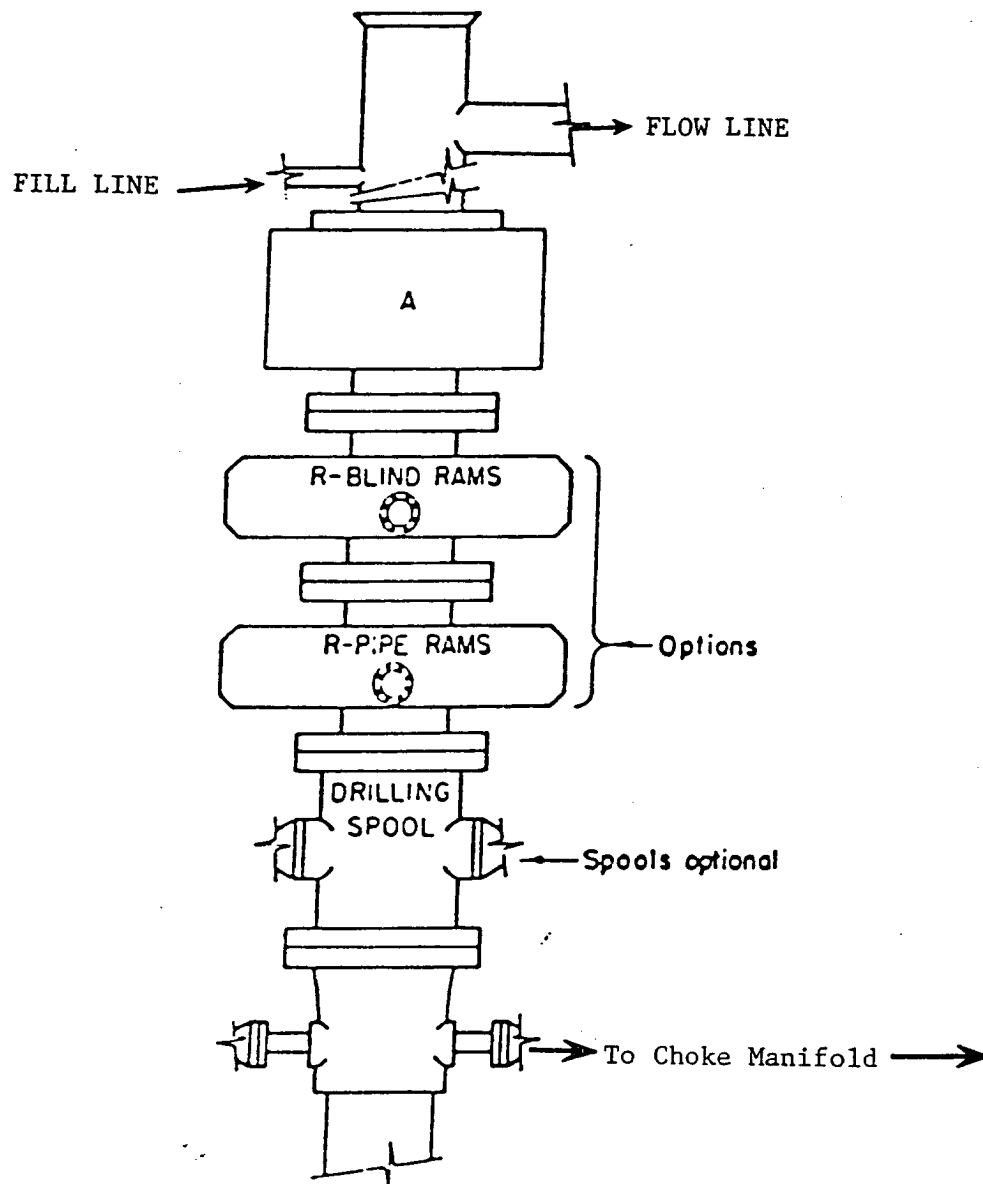 FLOW LINE
FILL LINE
A
R-BLIND RAMS
R-PIPE RAMS
Options
DRILLING
SPOOL
Spools optional
To Choke Manifold